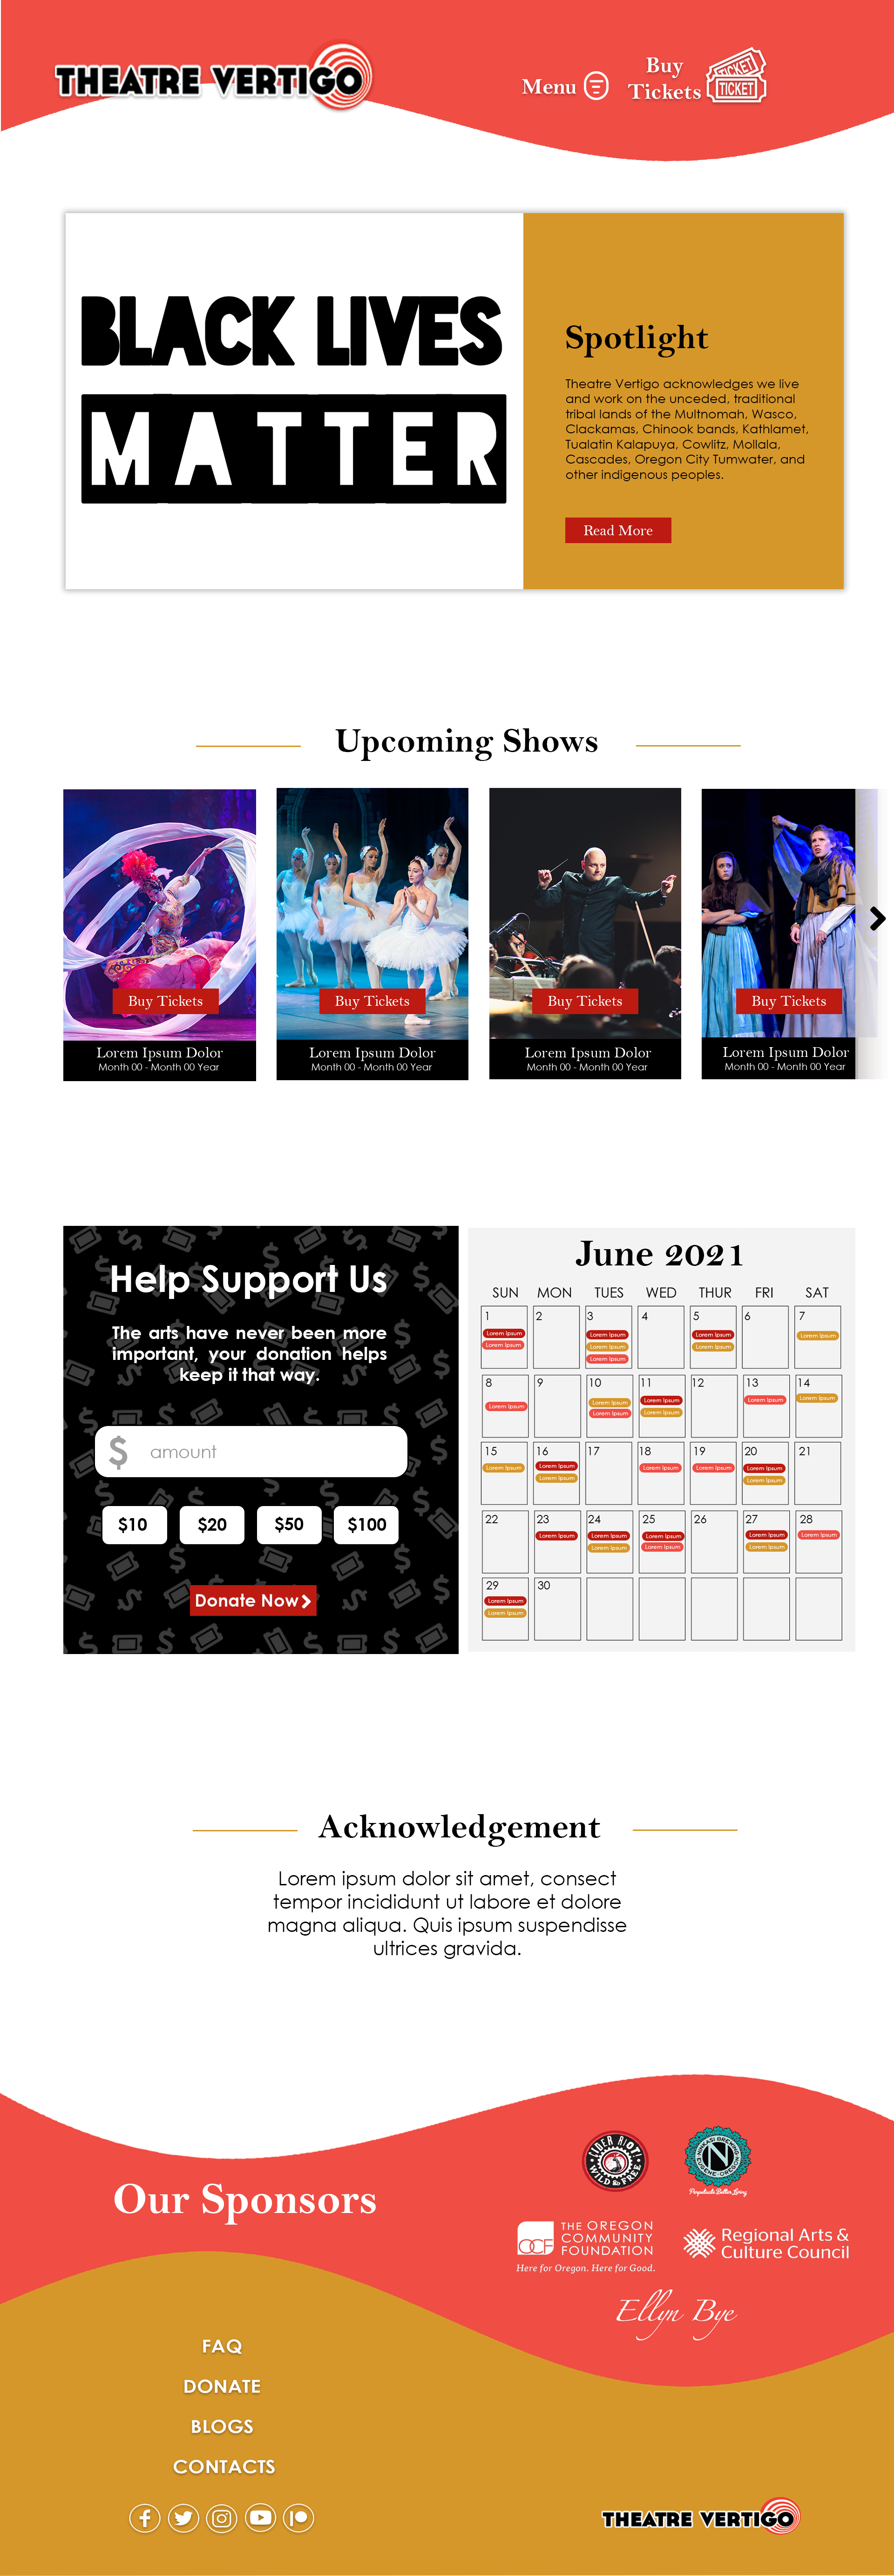 THEATRE VERTIGO
Menu
Buy
Tickets
TICKET
TICKET
BLACK LIVES
MATTER
Spotlight
Theatre Vertigo acknowledges we live
and work on the unceded, traditional
tribal lands of the Multnomah, Wasco,
Clackamas, Chinook bands, Kathlamet,
Tualatin Kalapuya, Cowlitz, Mollala,
Cascades, Oregon City Tumwater, and
other indigenous peoples.
Read More
Upcoming Shows
Buy Tickets
Lorem Ipsum Dolor
Month 00 - Month 00 Year
Buy Tickets
Lorem Ipsum Dolor
Month 00 - Month 00 Year
Buy Tickets
Lorem Ipsum Dolor
Month 00 - Month 00 Year
Buy Tickets
Lorem Ipsum Dolor
Month 00 - Month 00 Year
Help Support Us
The arts have never been more
important, your donation helps
keep it that way.
$ amount
$10 $20 $50 $100
Donate Now
June 2021
SUN MON TUES WED THUR FRI SAT
1 2 3 4 5 6 7
Lorem Ipsum Lorem Ipsum Lorem Ipsum Lorem Ipsum
Lorem Ipsum Lorem Ipsum Lorem Ipsum
Lorem Ipsum
8 9 10 11 12 13 14
Lorem Ipsum Lorem Ipsum Lorem Ipsum Lorem Ipsum Lorem Ipsum
Lorem Ipsum Lorem Ipsum
15 16 17 18 19 20 21
Lorem Ipsum Lorem Ipsum Lorem Ipsum Lorem Ipsum Lorem Ipsum
Lorem Ipsum Lorem Ipsum
22 23 24 25 26 27 28
Lorem Ipsum Lorem Ipsum Lorem Ipsum Lorem Ipsum Lorem Ipsum
Lorem Ipsum Lorem Ipsum Lorem Ipsum
29 30
Lorem Ipsum
Lorem Ipsum
Acknowledgement
Lorem ipsum dolor sit amet, consect
tempor incididunt ut labore et dolore
magna aliqua. Quis ipsum suspendisse
ultrices gravida.
Our Sponsors
WILD & FREE
N
Perpetuate Better Living
OCF
THE OREGON
COMMUNITY
FOUNDATION
Here for Oregon. Here for Good.
Regional Arts &
Culture Council
Ellyn Bye
FAQ
DONATE
BLOGS
CONTACTS
THEATRE VERTIGO